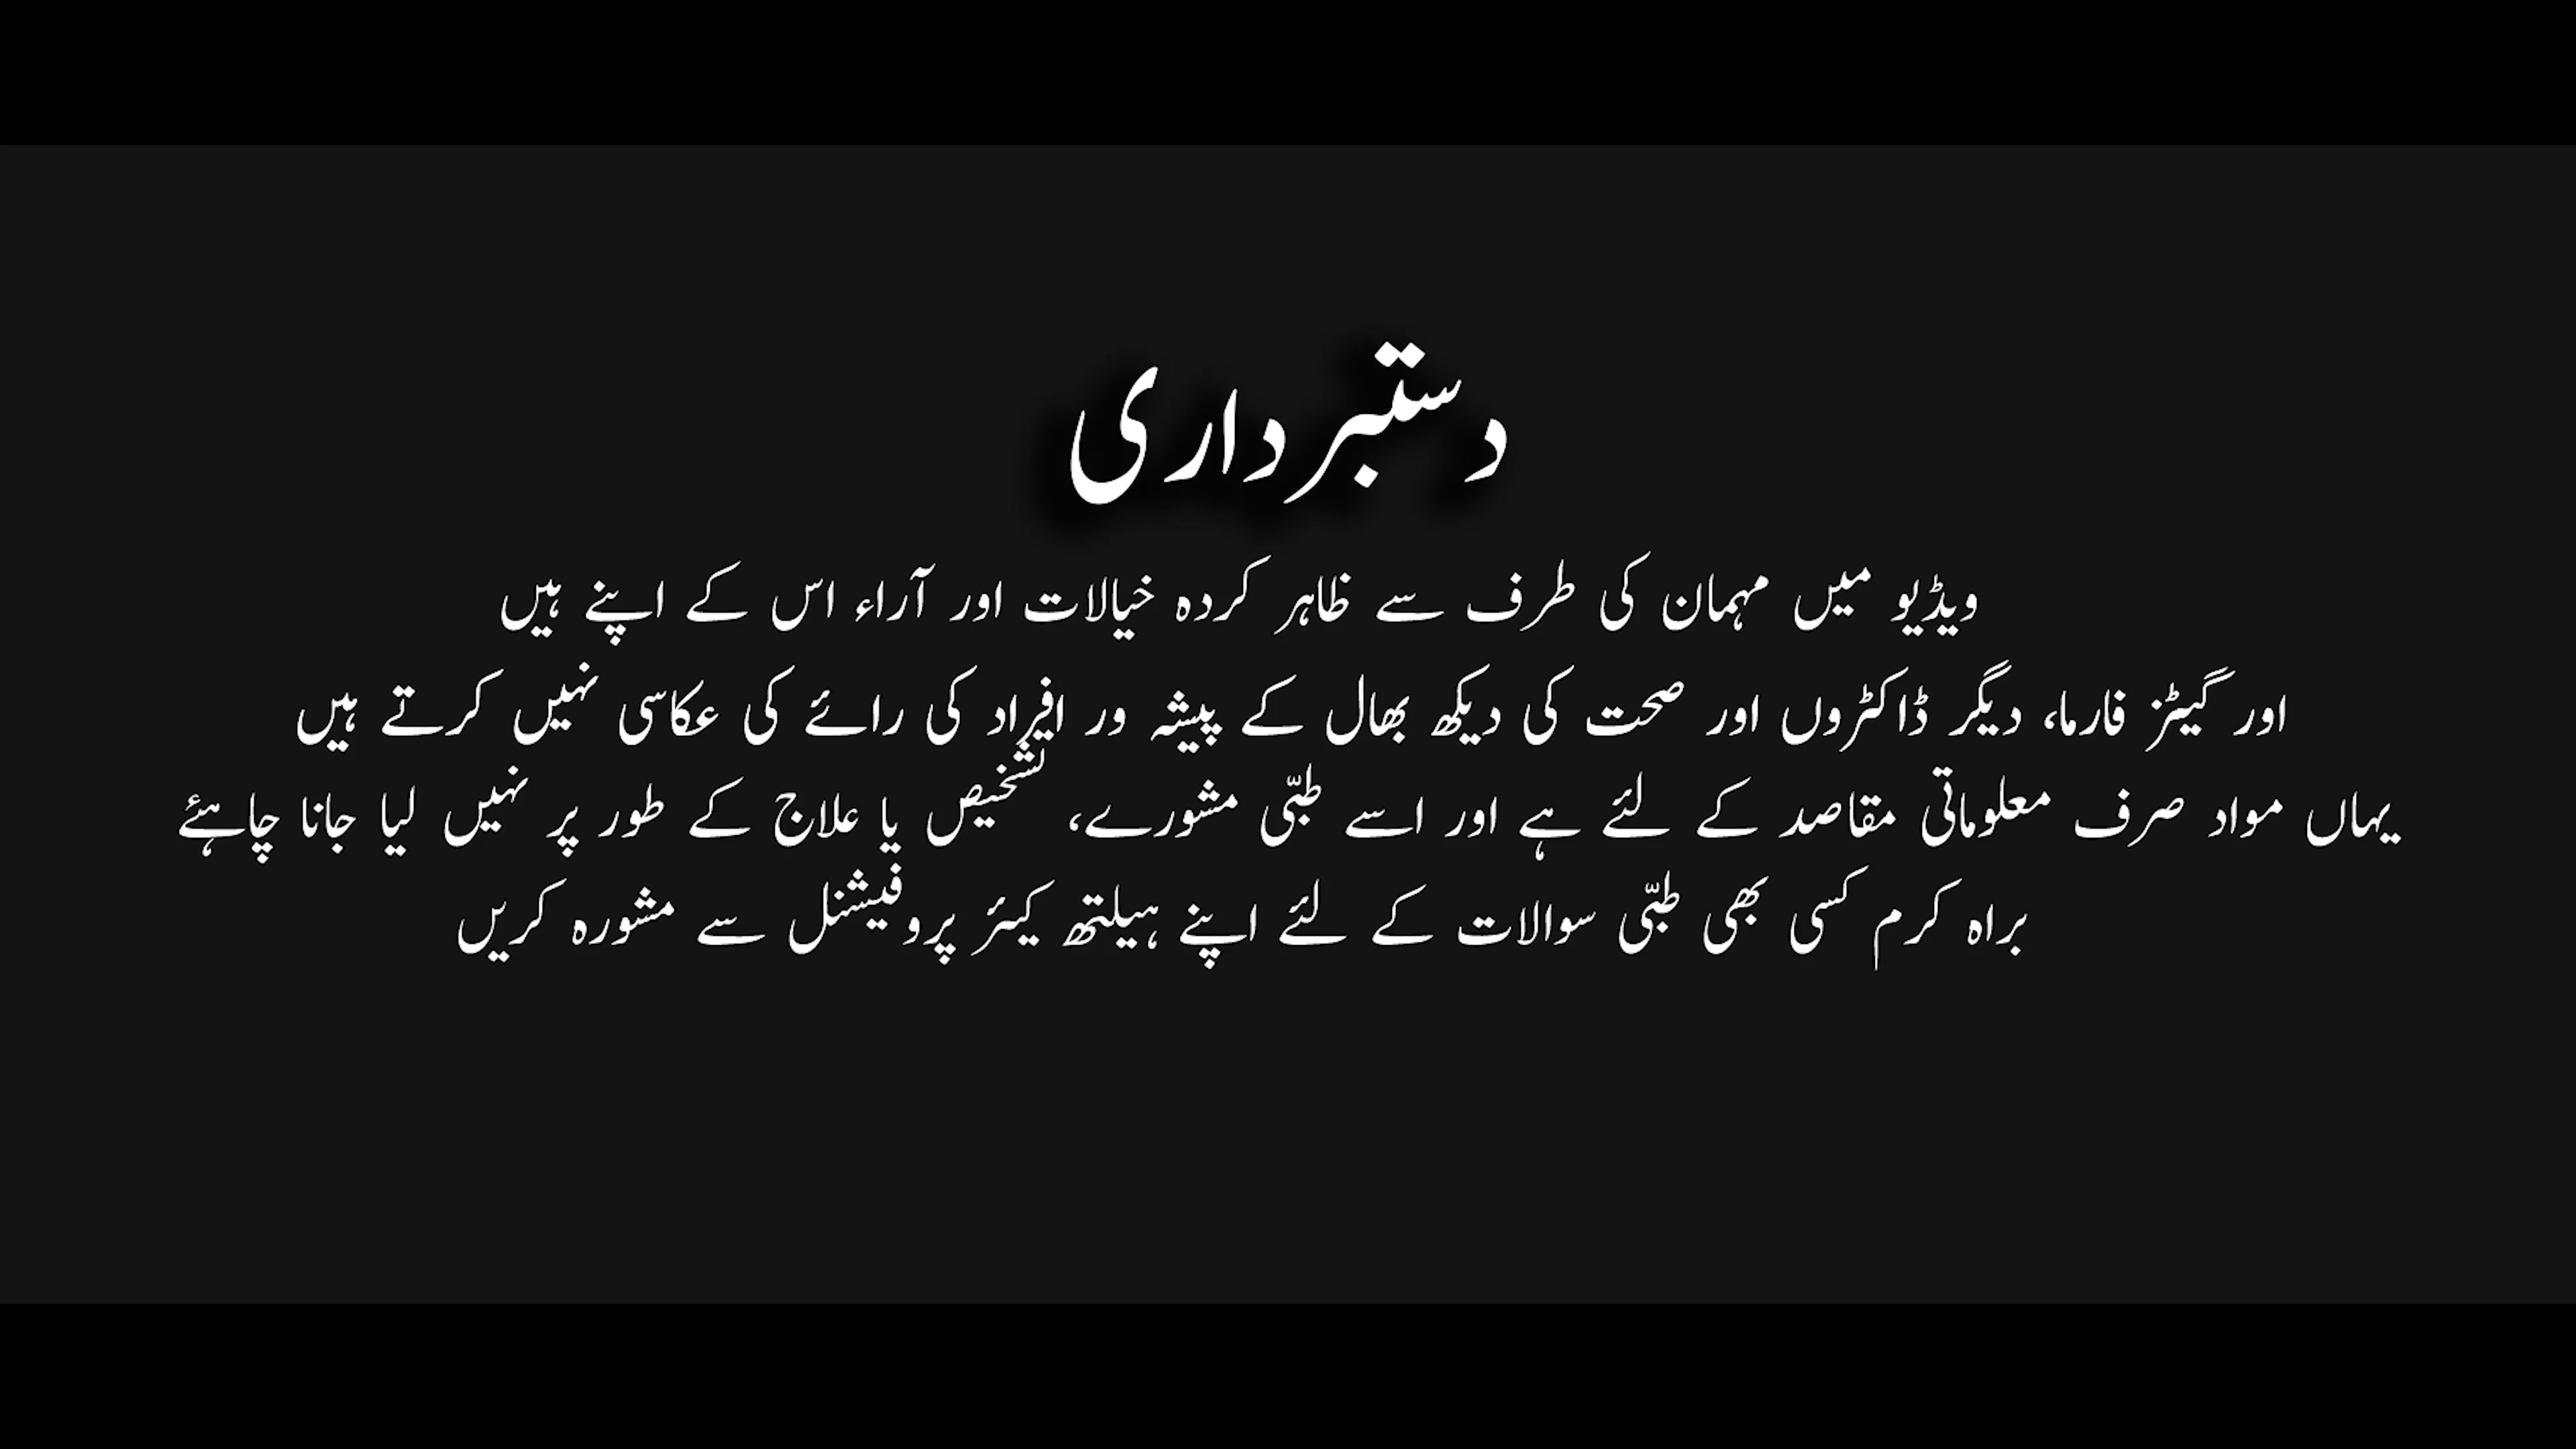 دستبرداری
ویڈیو میں مہمان کی طرف سے ظاہر کردہ خیالات اور آراء اس کے اپنے ہیں
اور گیٹز فارما، دیگر ڈاکٹروں اور صحت کی دیکھ بھال کے پیشہ ور افراد کی رائے کی عکاسی نہیں کرتے ہیں
یہاں مواد صرف معلوماتی مقاصد کے لئے ہے اور اسے طبّی مشورے، تشخیص یا علاج کے طور پر نہیں لیا جانا چاہئے
براہ کرم کسی بھی طبّی سوالات کے لئے اپنے ہیلتھ کیئر پروفیشنل سے مشورہ کریں